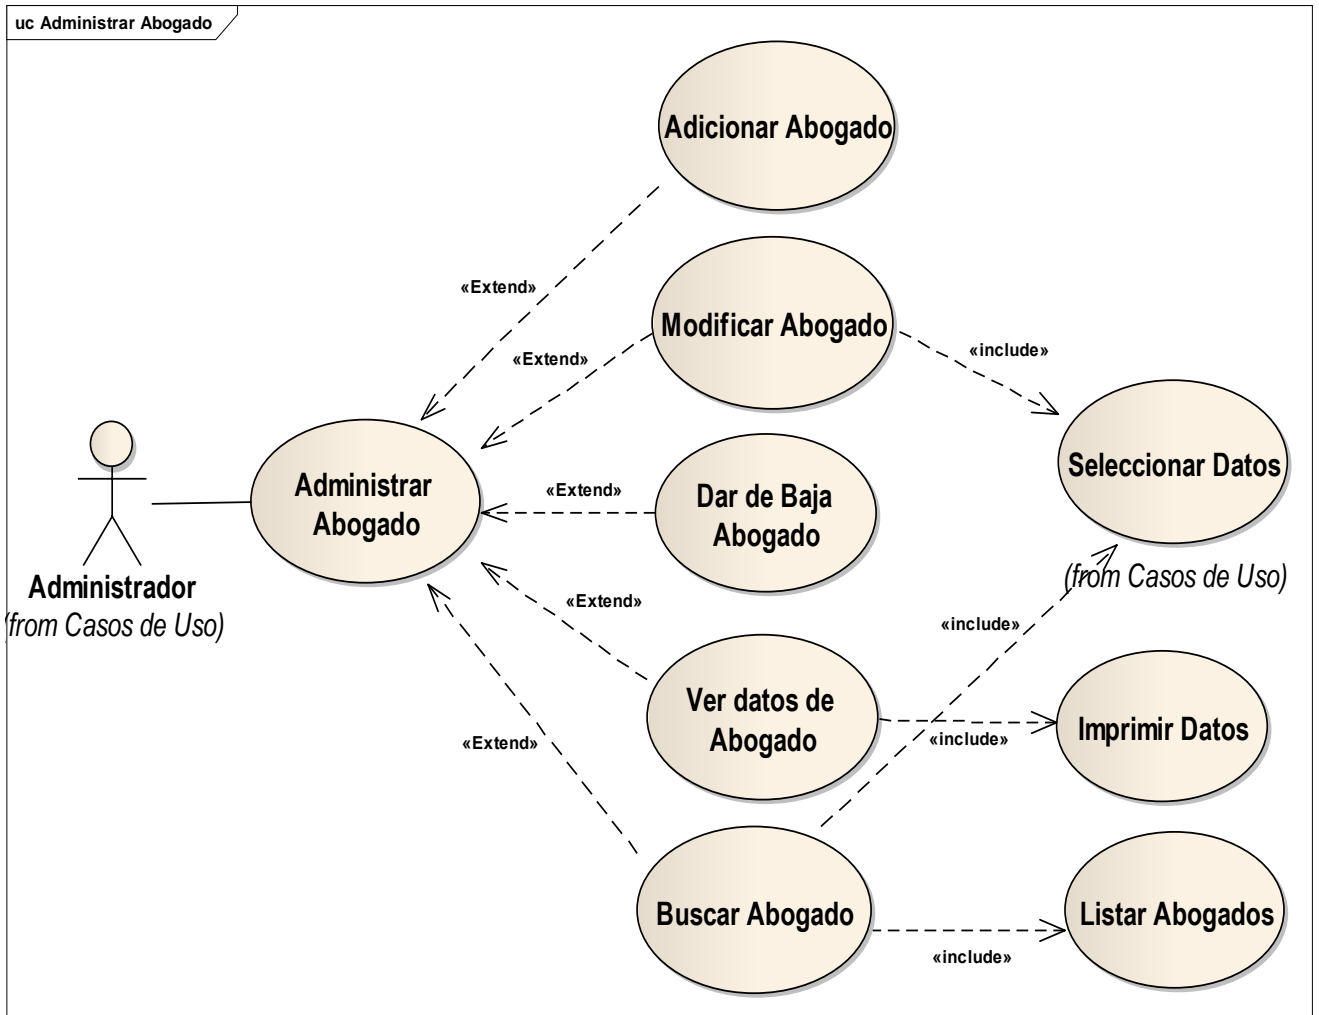 uc Administrar Abogado
Adicionar Abogado
«Extend»
Modificar Abogado
«Extend»
«include»
Administrar
Abogado
Seleccionar Datos
(from Casos de Uso)
«Extend»
Dar de Baja
Abogado
Administrador
(from Casos de Uso)
«Extend»
«include»
Ver datos de
Abogado
«include»
Imprimir Datos
«Extend»
Buscar Abogado
«include»
Listar Abogados